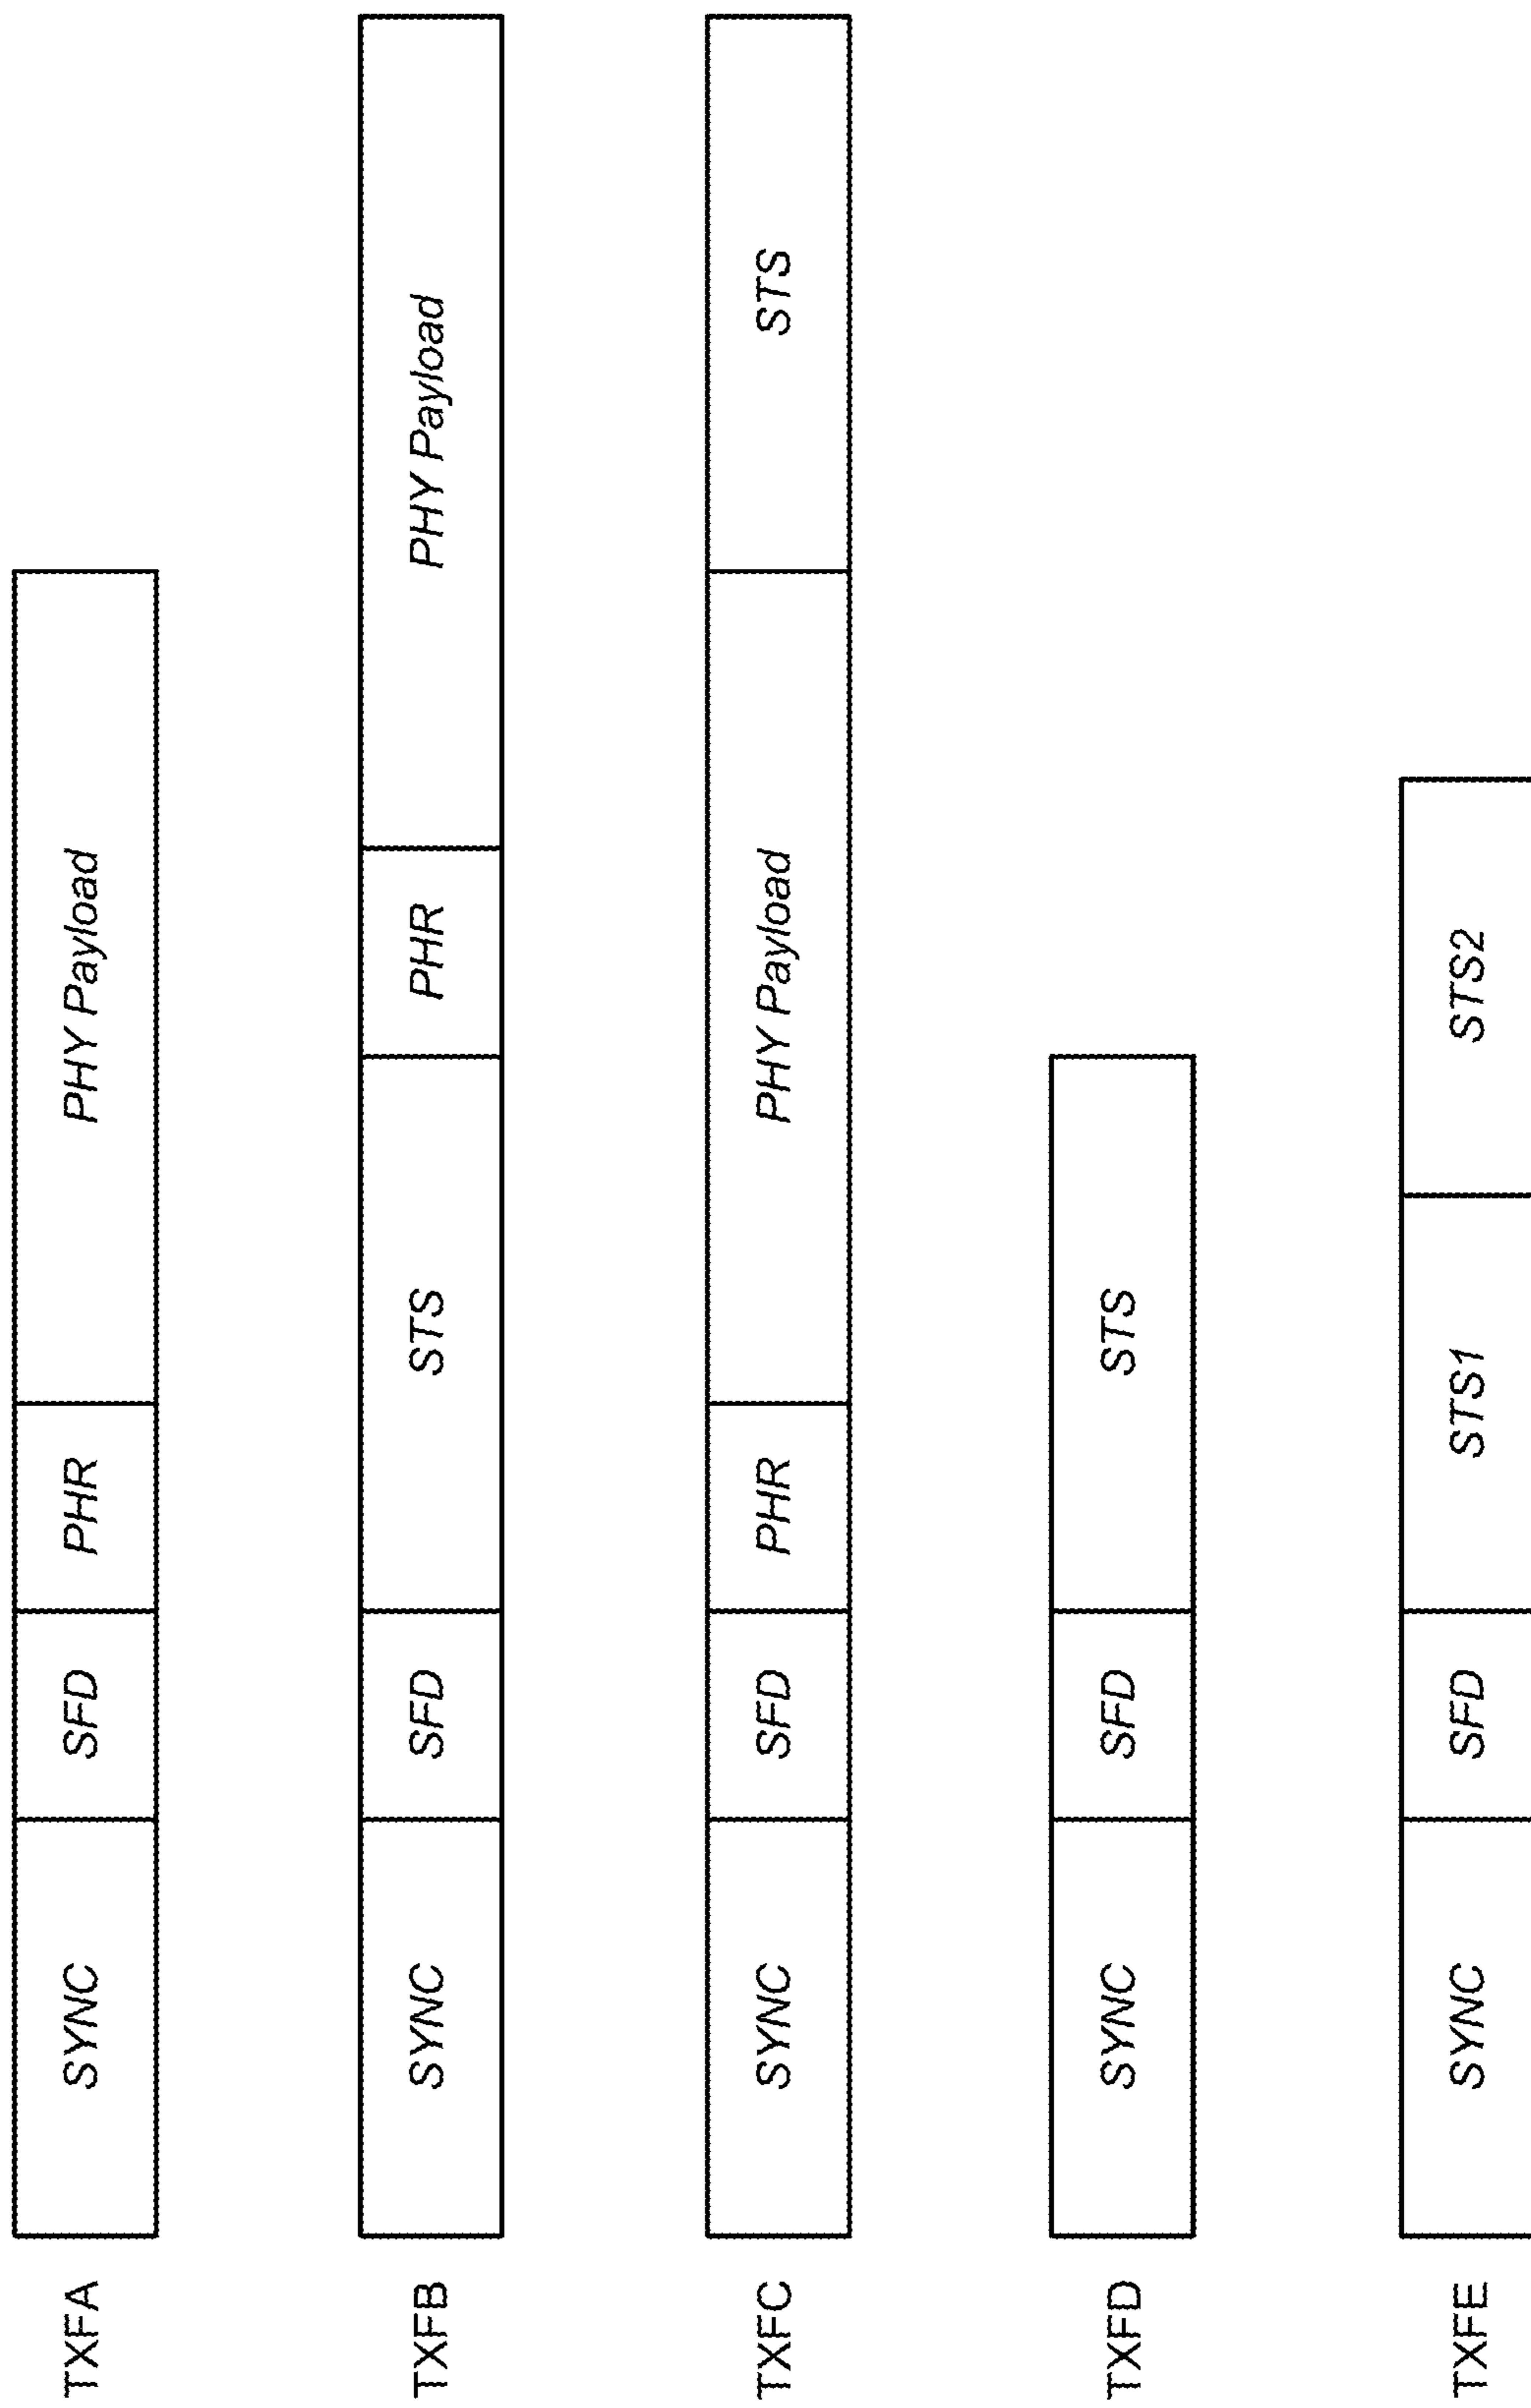 TXFA SYNC SFD PHR PHY Payload
TXFB SYNC SFD STS PHR PHY Payload
TXFC SYNC SFD PHR PHY Payload STS
TXFD SYNC SFD STS
TXFE SYNC SFD STS1 STS2